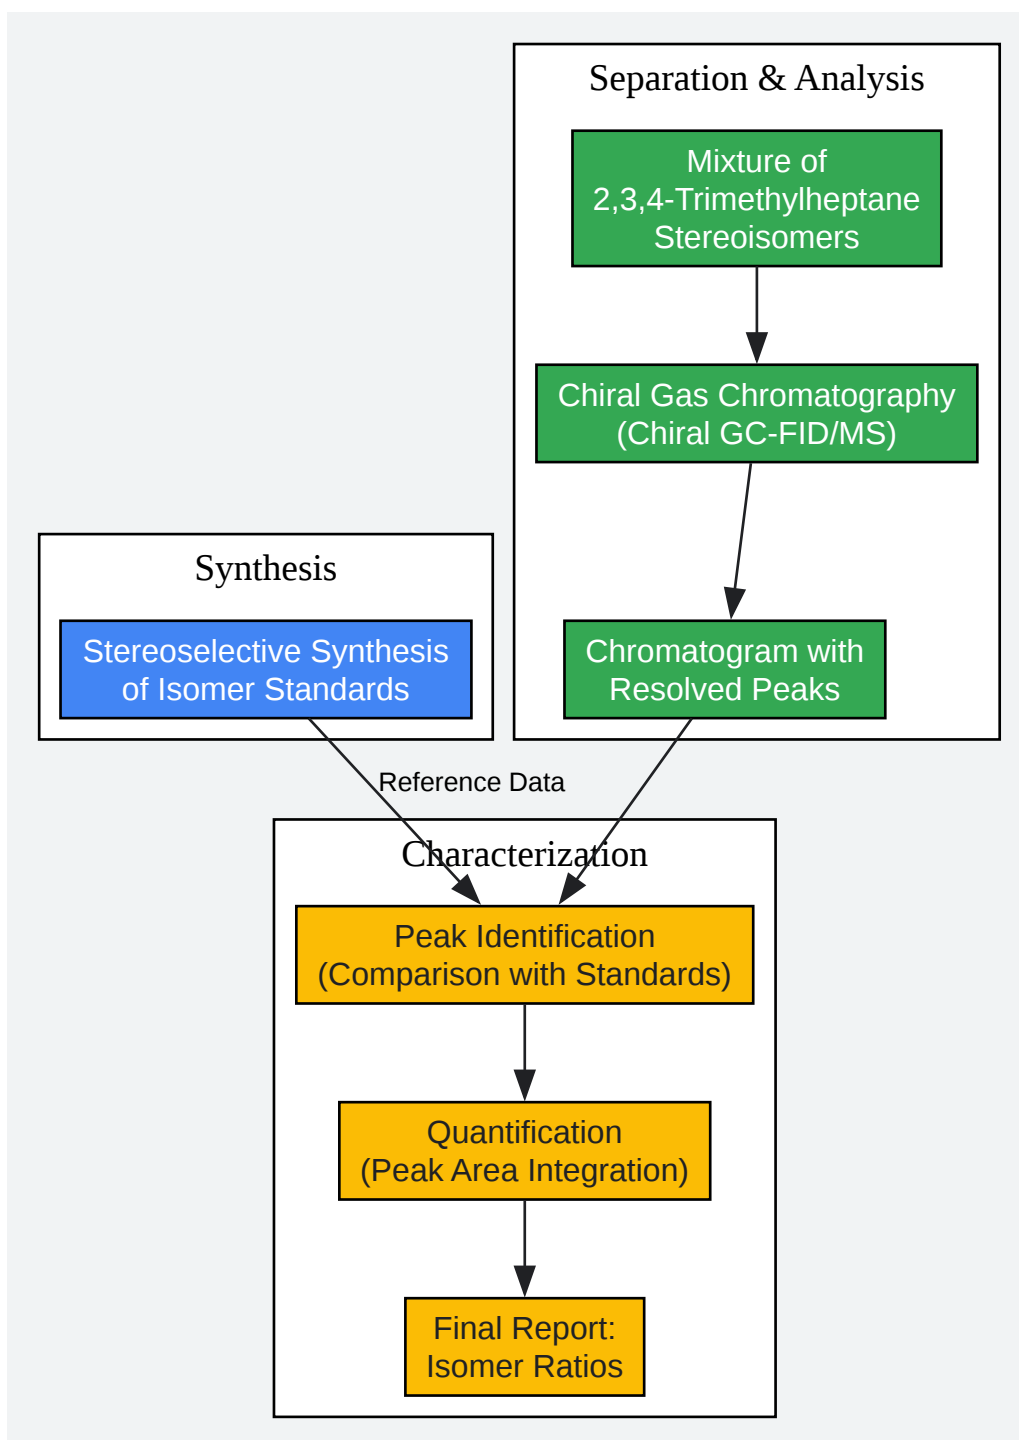 Separation & Analysis
Mixture of
2,3,4-Trimethylheptane
Stereoisomers
Chiral Gas Chromatography
(Chiral GC-FID/MS)
Chromatogram with
Resolved Peaks
Synthesis
Stereoselective Synthesis
of Isomer Standards
Reference Data
Characterization
Peak Identification
(Comparison with Standards)
Quantification
(Peak Area Integration)
Final Report:
Isomer Ratios